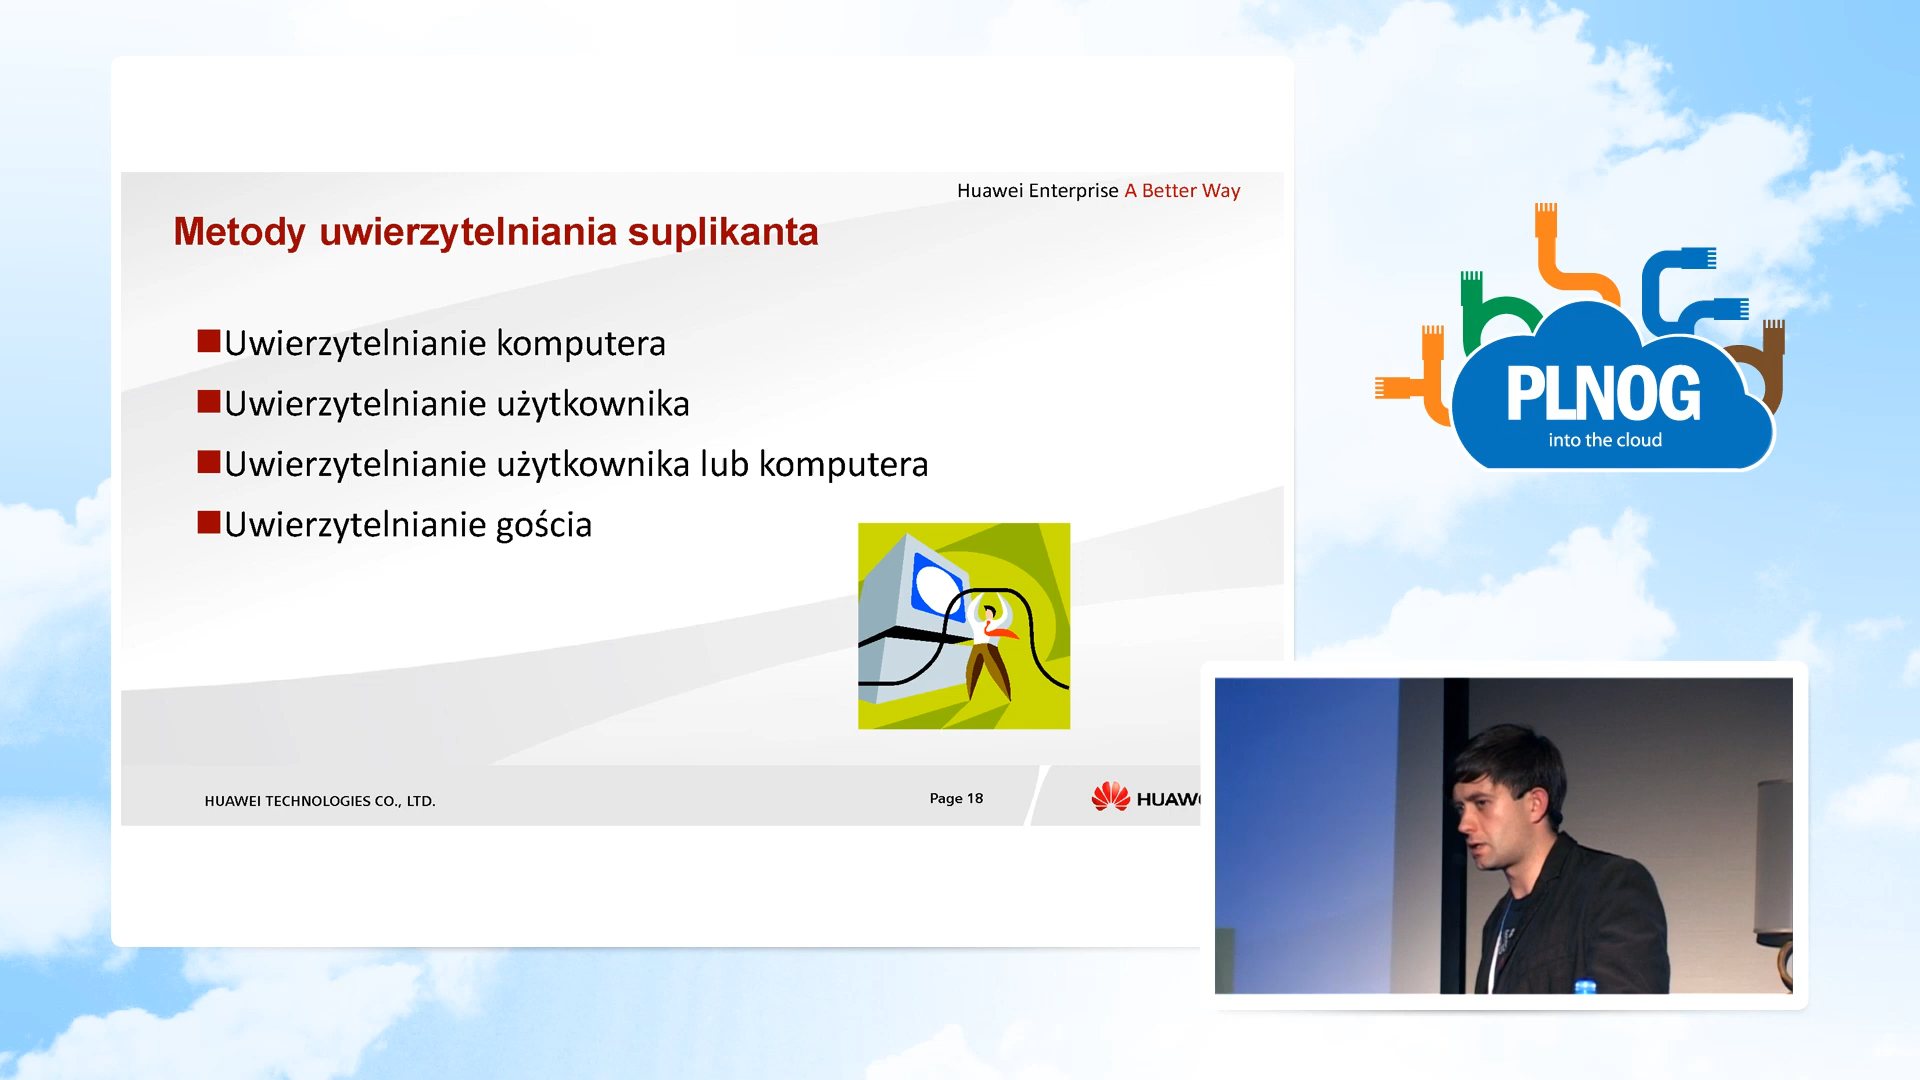 Huawei Enterprise A Better Way
Metody uwierzytelniania suplikanta
Uwierzytelnianie komputera
Uwierzytelnianie użytkownika
Uwierzytelnianie użytkownika lub komputera
Uwierzytelnianie gościa
HUAWEI TECHNOLOGIES CO., LTD.
Page 18
PLNOG
into the cloud